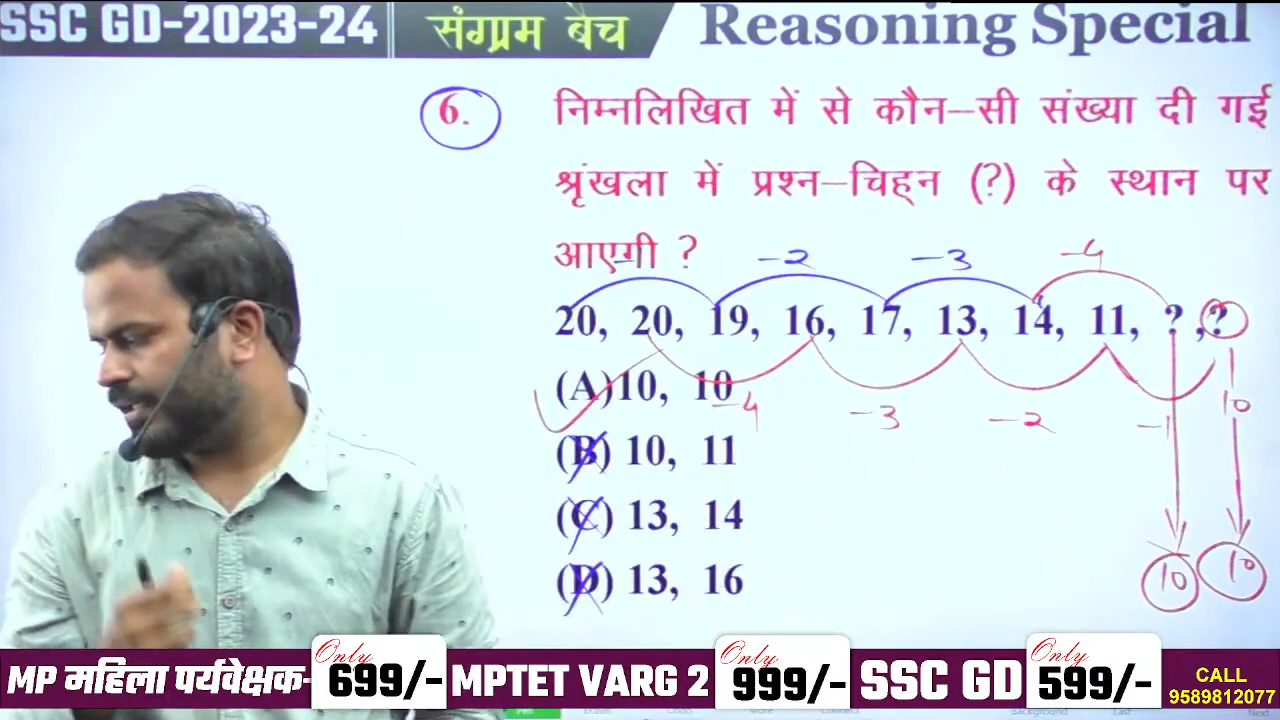 SSC GD-2023-24 संग्राम बैच Reasoning Special
6. निम्नलिखित में से कौन–सी संख्या दी गई
श्रृंखला में प्रश्न–चिह्न (?) के स्थान पर
आएगी ?
-2 -3 -4
20, 20, 19, 16, 17, 13, 14, 11, ? ,?
(A) 10, 10
-4 -3 -2 -1 10
(B) 10, 11
(C) 13, 14
(D) 13, 16
10 10
MP महिला पर्यवेक्षक- Only 699/- MPTET VARG 2 Only 999/- SSC GD Only 599/- CALL
9589812077